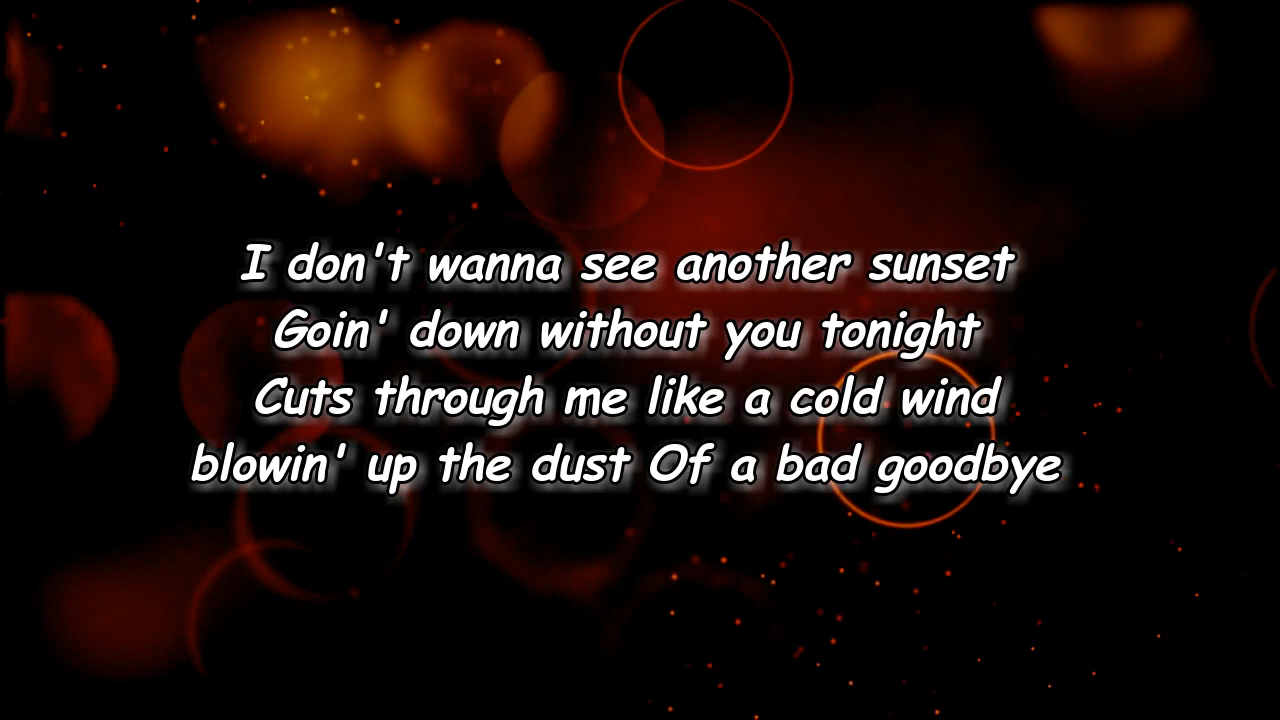 I don't wanna see another sunset
Goin' down without you tonight
Cuts through me like a cold wind
blowin' up the dust Of a bad goodbye